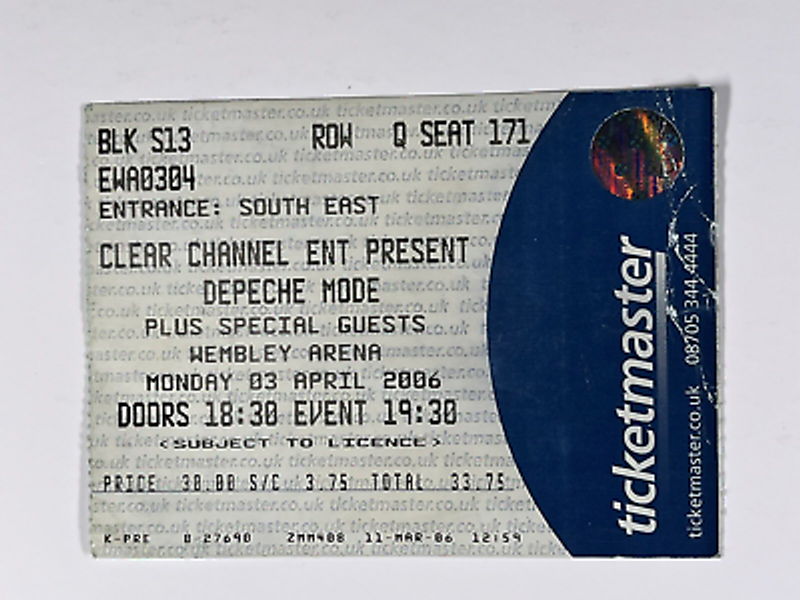 BLK S13 ROW Q SEAT 171
EWA0304
ENTRANCE: SOUTH EAST
CLEAR CHANNEL ENT PRESENT
DEPECHE MODE
PLUS SPECIAL GUESTS
WEMBLEY ARENA
MONDAY 03 APRIL 2006
DOORS 18:30 EVENT 19:30
<SUBJECT TO LICENCE>
PRICE 30.00 S/C 3.75 TOTAL 33.75
K-PRE 0-27690 ZMM408 11-MAR-06 12:59
ticketmaster
ticketmaster.co.uk 08705 344 4444